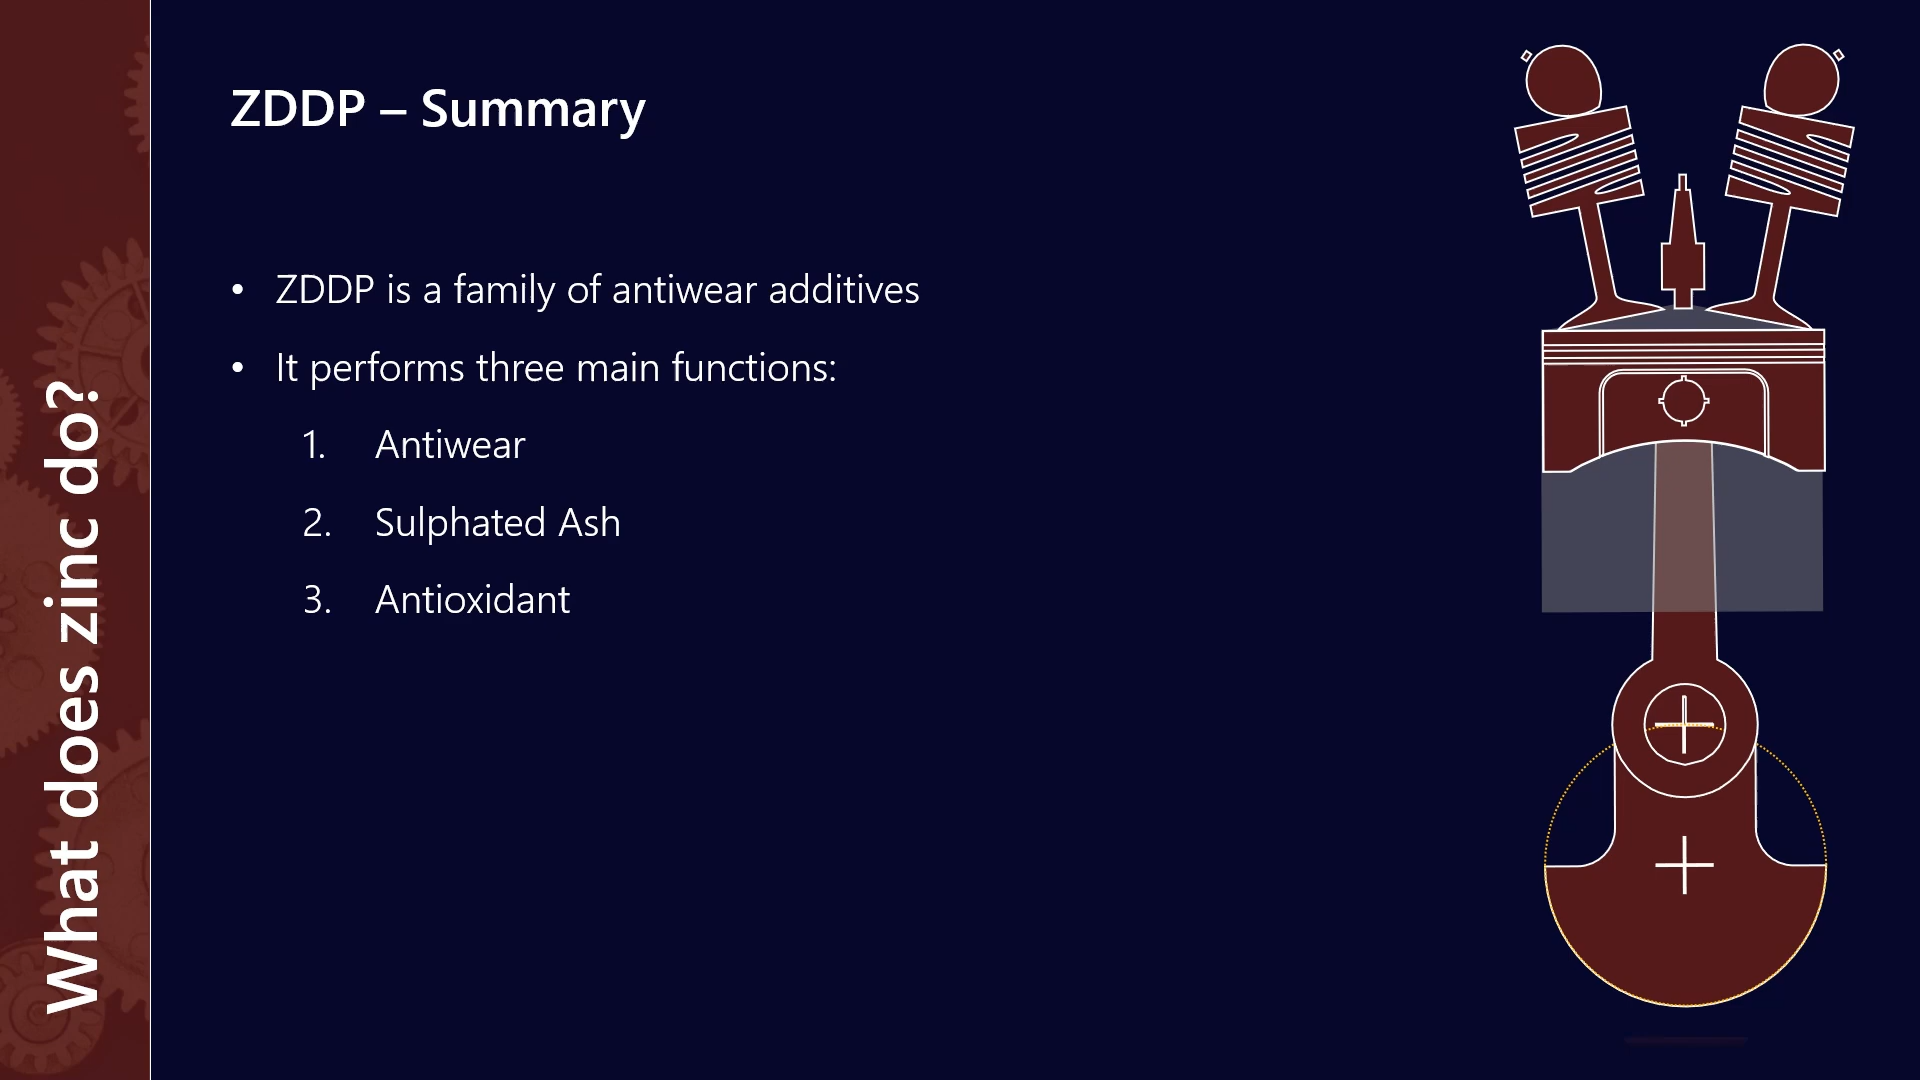 What does zinc do?
ZDDP – Summary
• ZDDP is a family of antiwear additives
• It performs three main functions:
1. Antiwear
2. Sulphated Ash
3. Antioxidant